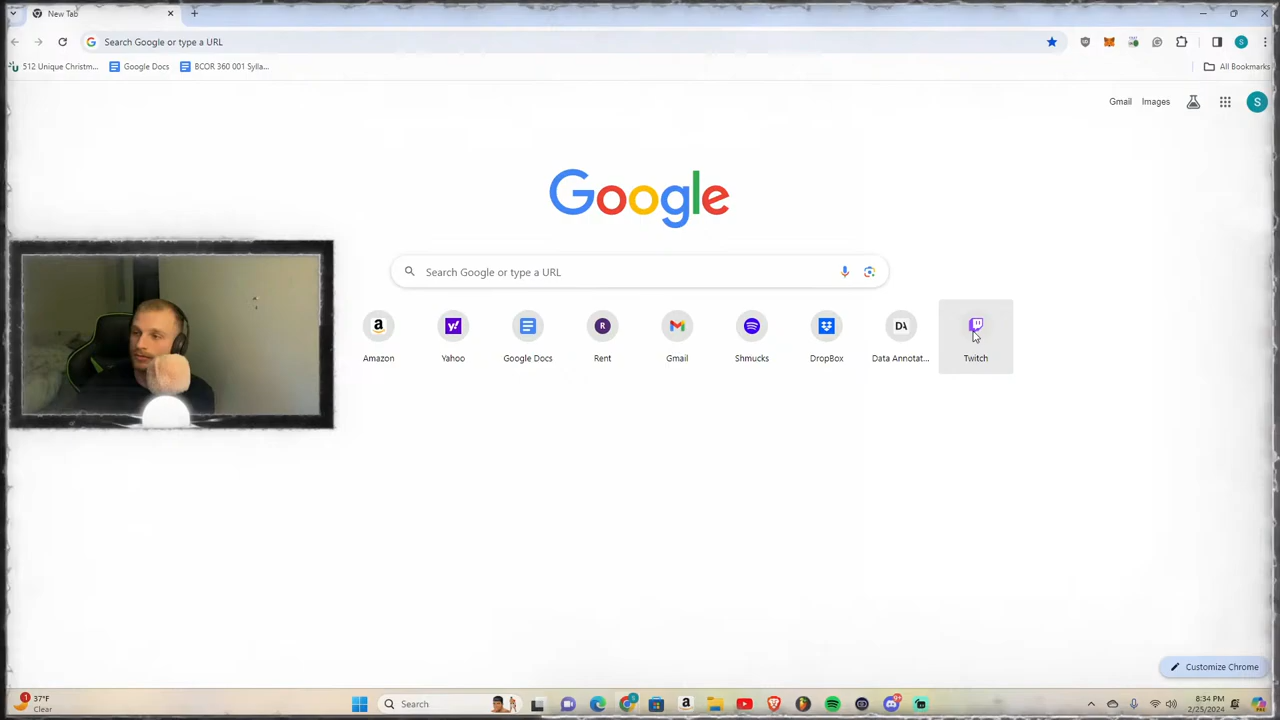 New Tab
Search Google or type a URL
512 Unique Christm...
Google Docs
BCOR 360 001 Sylla...
All Bookmarks
Gmail
Images
S
Google
Search Google or type a URL
Amazon
Yahoo
Google Docs
Rent
Gmail
Shmucks
DropBox
Data Annotat...
Twitch
Customize Chrome
37°F
Clear
Search
8:34 PM
2/25/2024